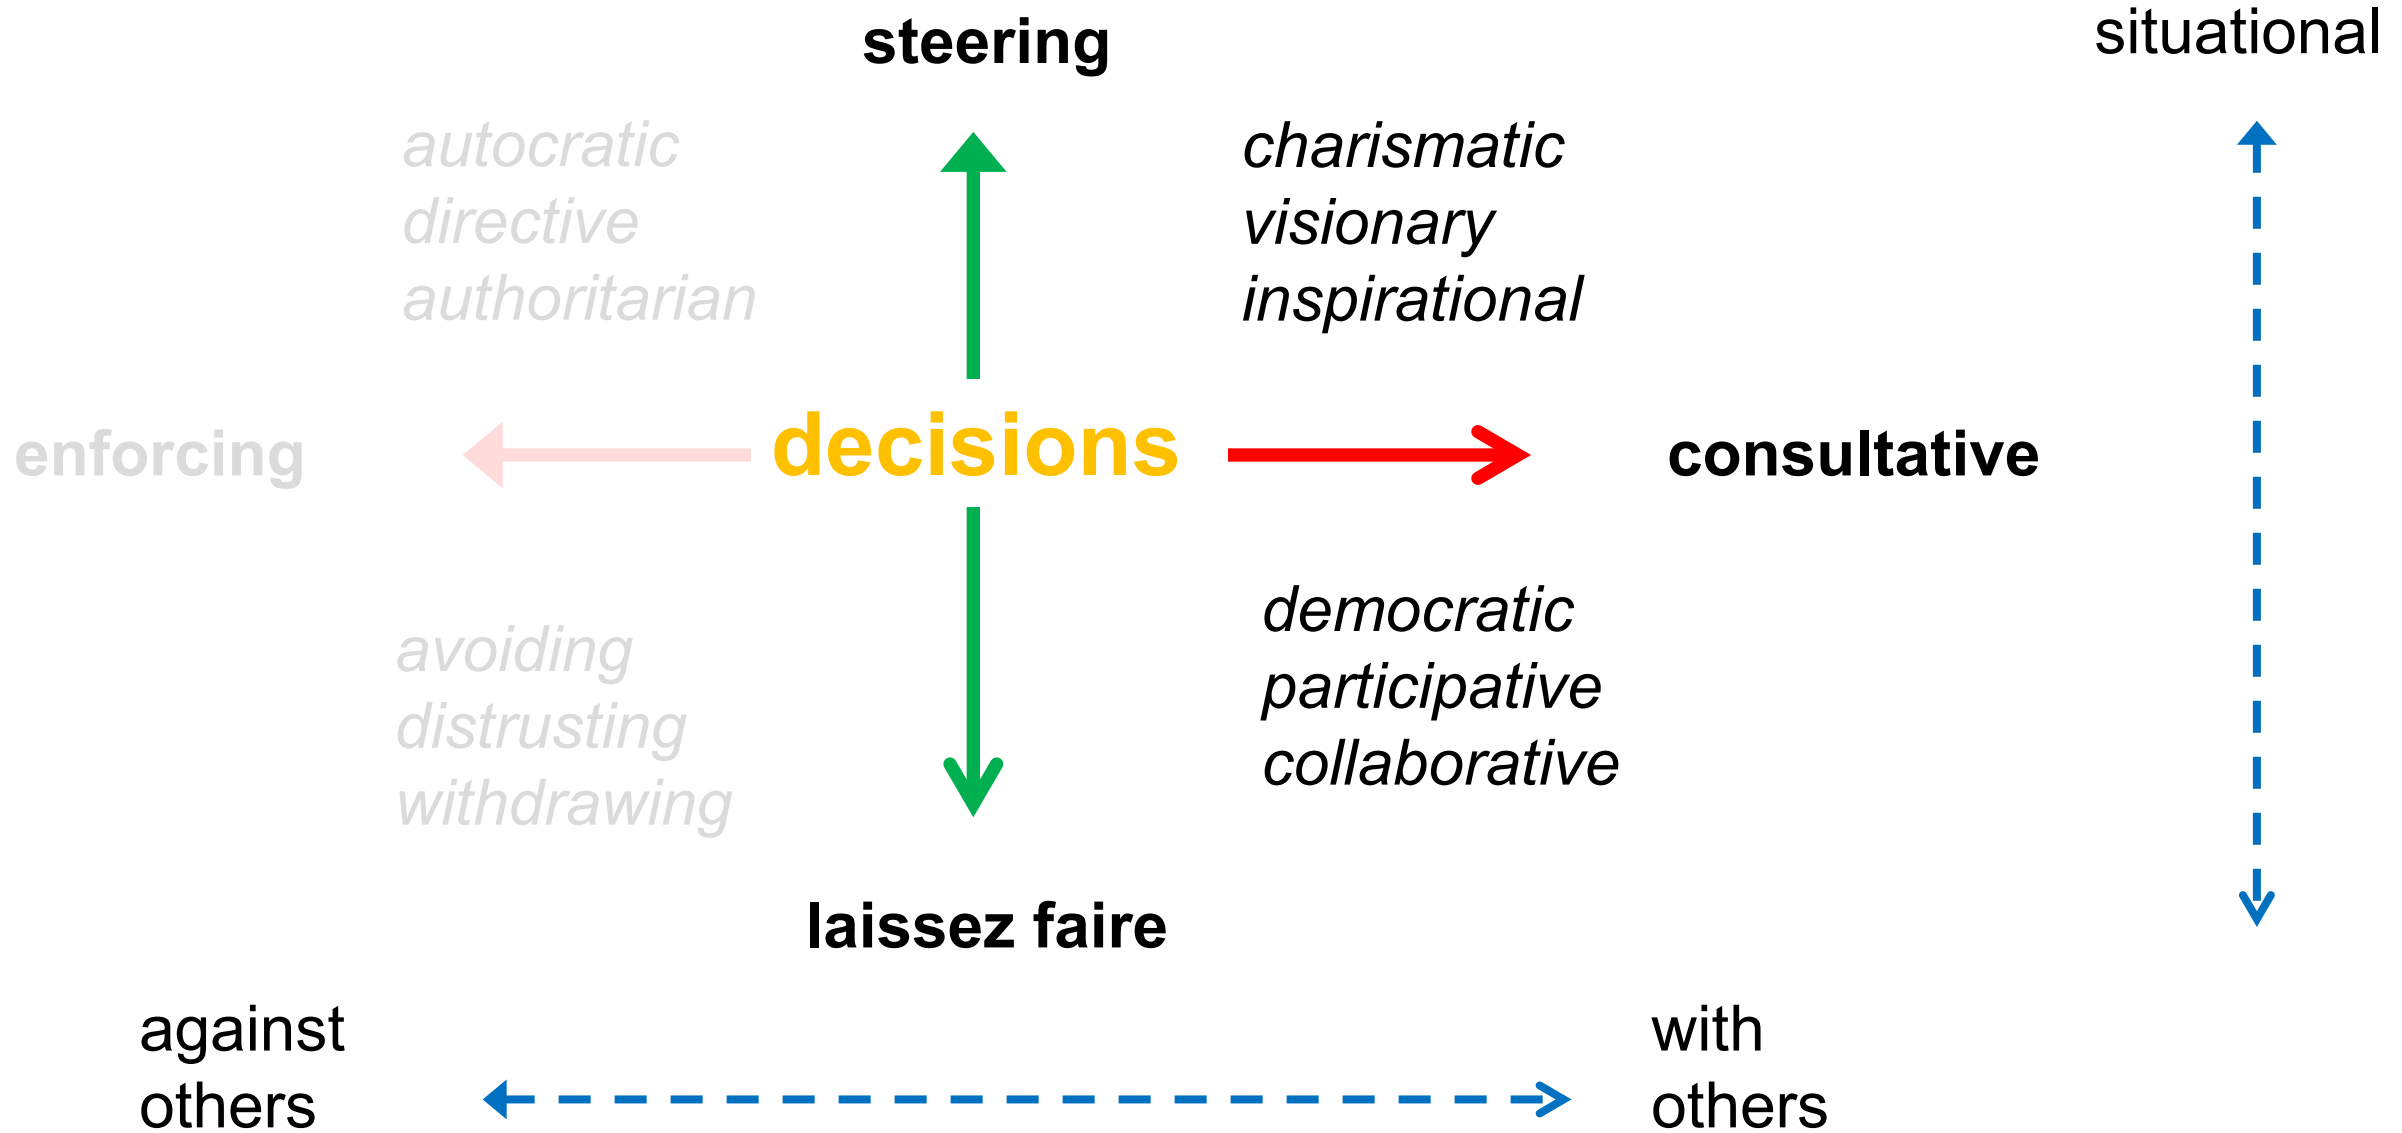 steering
situational
autocratic
directive
authoritarian
charismatic
visionary
inspirational
enforcing
decisions
consultative
avoiding
distrusting
withdrawing
democratic
participative
collaborative
laissez faire
against
others
with
others